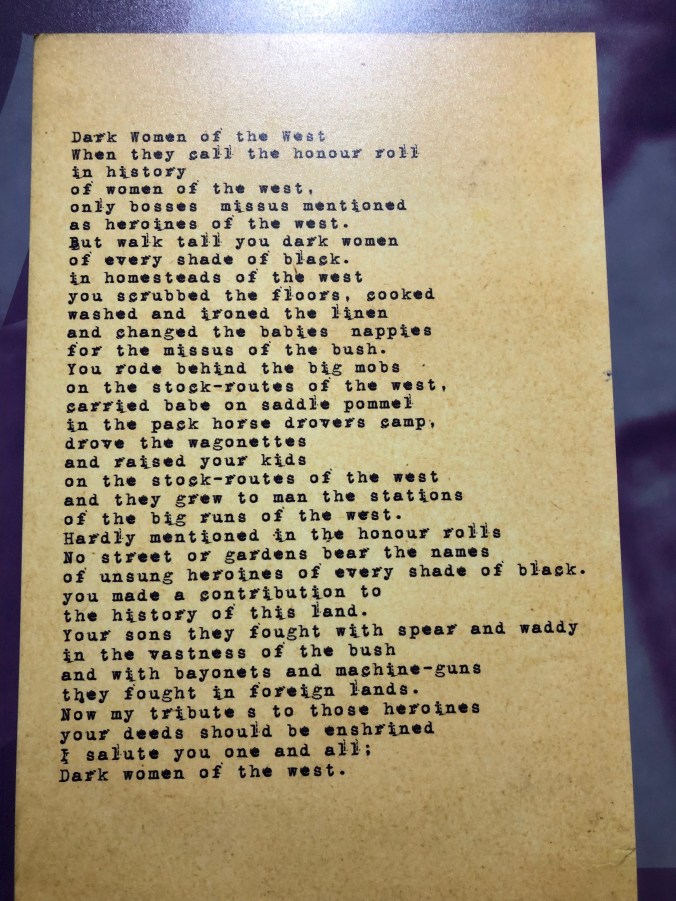 Dark Women of the West
When they call the honour roll
in history
of women of the west,
only bosses missus mentioned
as heroines of the west.
But walk tall you dark women
of every shade of black.
in homesteads of the west
you scrubbed the floors, cooked
washed and ironed the linen
and changed the babies nappies
for the missus of the bush.
You rode behind the big mobs
on the stock-routes of the west,
carried babe on saddle pommel
in the pack horse drovers camp,
drove the wagonettes
and raised your kids
on the stock-routes of the west
and they grew to man the stations
of the big runs of the west.
Hardly mentioned in the honour rolls
No street or gardens bear the names
of unsung heroines of every shade of black.
you made a contribution to
the history of this land.
Your sons they fought with spear and waddy
in the vastness of the bush
and with bayonets and machine-guns
they fought in foreign lands.
Now my tribute s to those heroines
your deeds should be enshrined
I salute you one and all;
Dark women of the west.